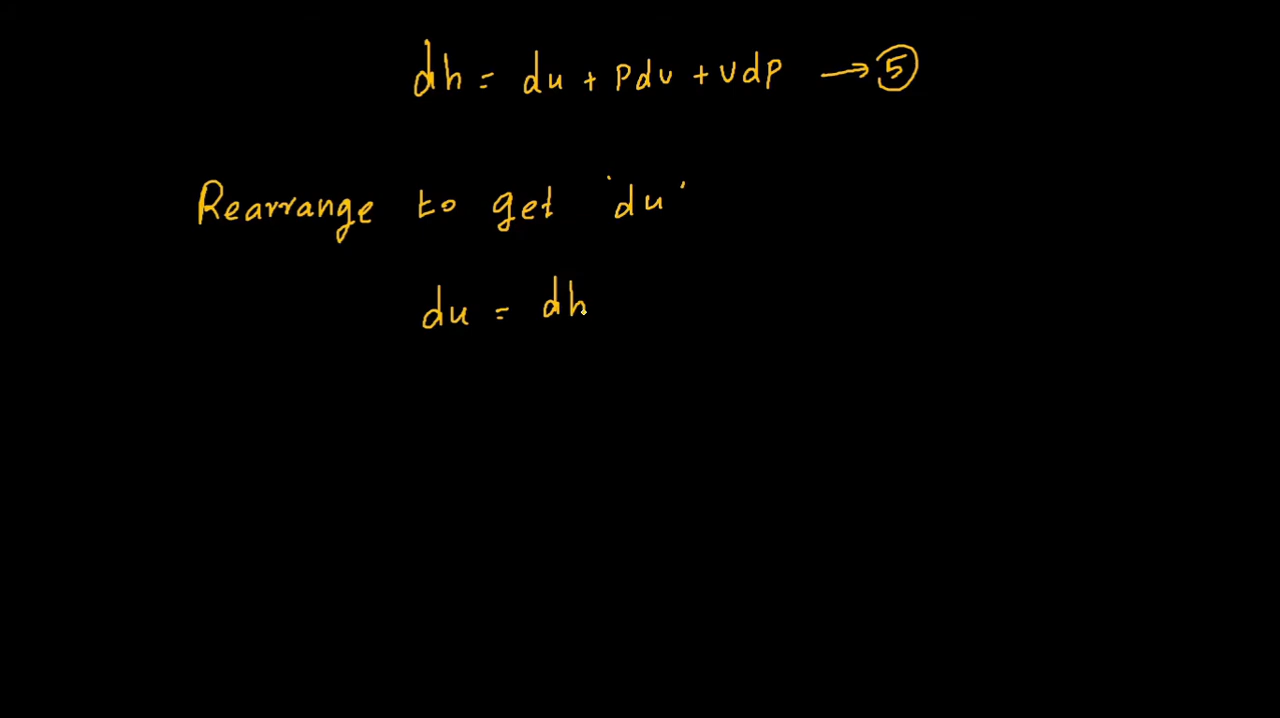 dh = du + Pdv + vdp → ⑤
Rearrange to get 'du'
du = dh